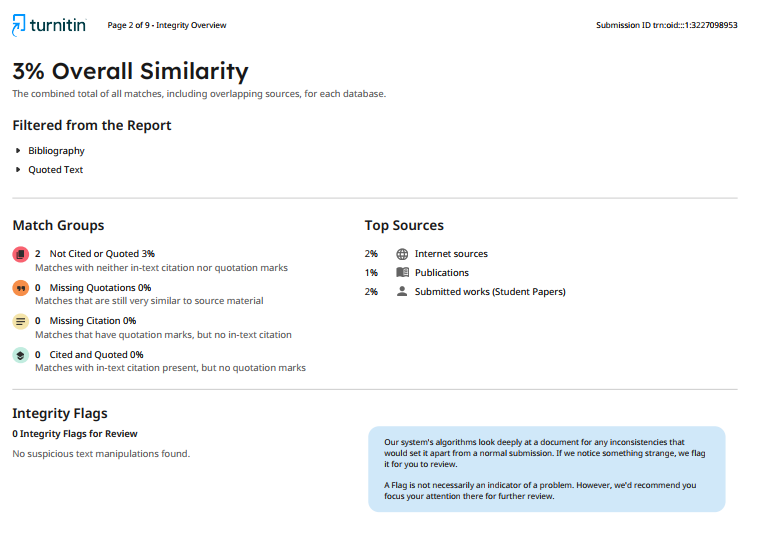 turnitin
Page 2 of 9 - Integrity Overview
Submission ID trn:oid:::1:3227098953
3% Overall Similarity
The combined total of all matches, including overlapping sources, for each database.
Filtered from the Report
Bibliography
Quoted Text
Match Groups
2 Not Cited or Quoted 3%
Matches with neither in-text citation nor quotation marks
0 Missing Quotations 0%
Matches that are still very similar to source material
0 Missing Citation 0%
Matches that have quotation marks, but no in-text citation
0 Cited and Quoted 0%
Matches with in-text citation present, but no quotation marks
Top Sources
2% Internet sources
1% Publications
2% Submitted works (Student Papers)
Integrity Flags
0 Integrity Flags for Review
No suspicious text manipulations found.
Our system's algorithms look deeply at a document for any inconsistencies that
would set it apart from a normal submission. If we notice something strange, we flag
it for you to review.
A Flag is not necessarily an indicator of a problem. However, we'd recommend you
focus your attention there for further review.